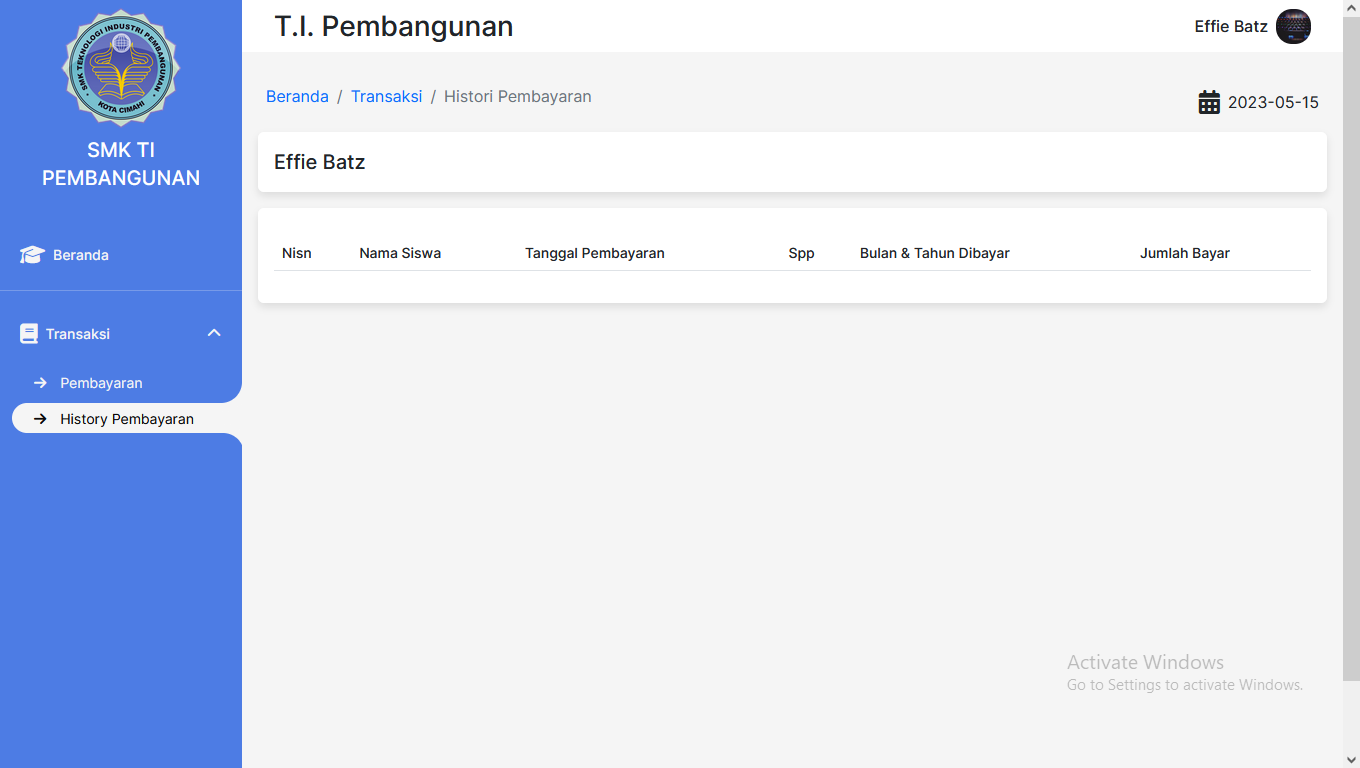 SMK TEKNOLOGI INDUSTRI PEMBANGUNAN
KOTA CIMAHI
SMK TI
PEMBANGUNAN
Beranda
Transaksi
Pembayaran
History Pembayaran
T.I. Pembangunan
Effie Batz
Beranda / Transaksi / Histori Pembayaran
2023-05-15
Effie Batz
Nisn Nama Siswa Tanggal Pembayaran Spp Bulan & Tahun Dibayar Jumlah Bayar
Activate Windows
Go to Settings to activate Windows.